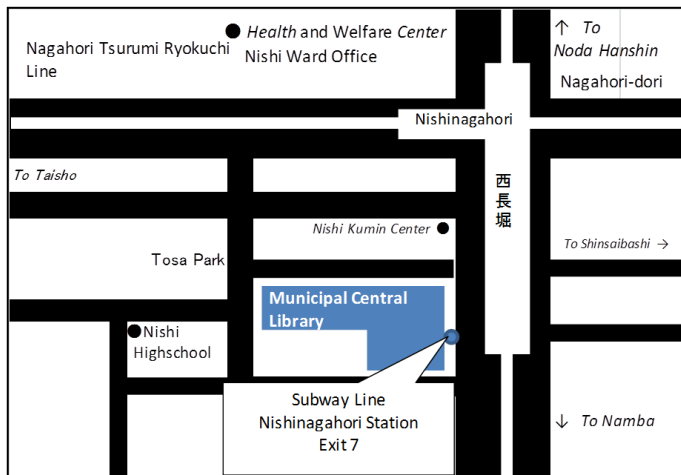 Health and Welfare Center
Nishi Ward Office
Nagahori Tsurumi Ryokuchi
Line
↑ To
Noda Hanshin
Nagahori-dori
Nishinagahori
To Taisho
西長堀
Nishi Kumin Center
To Shinsaibashi →
Tosa Park
Municipal Central
Library
Nishi
Highschool
Subway Line
Nishinagahori Station
Exit 7
↓ To Namba